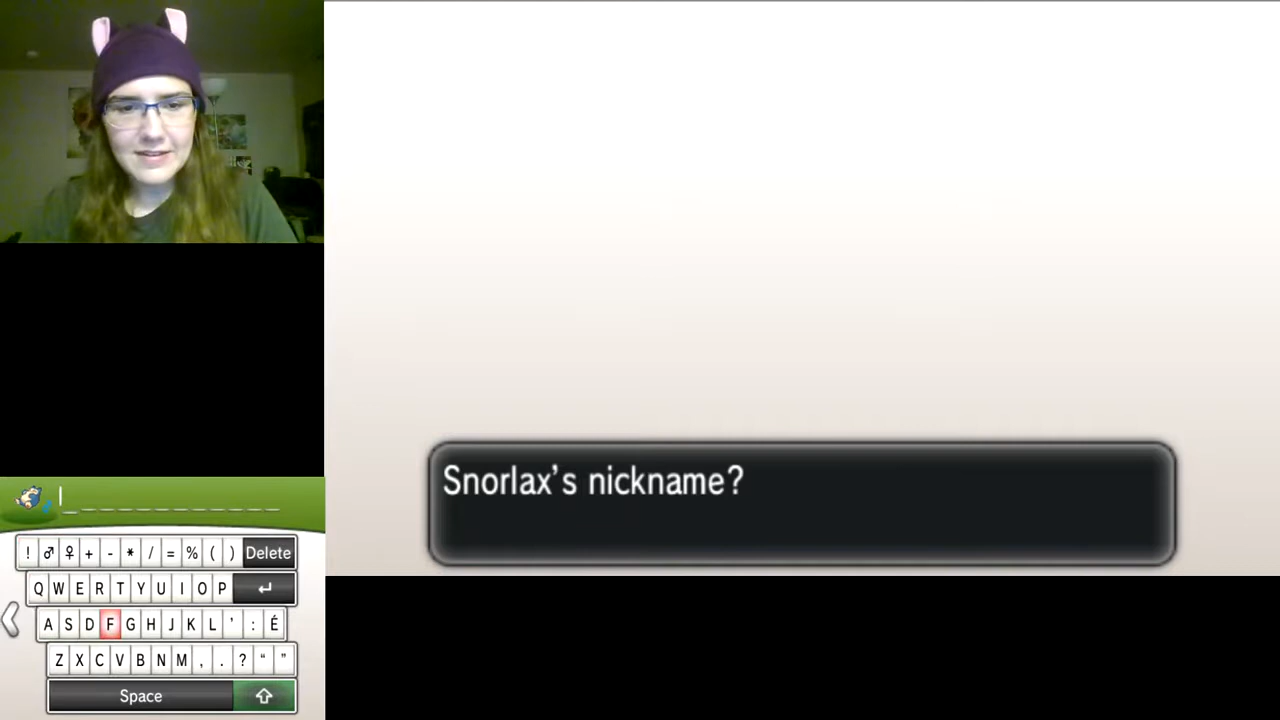 Snorlax's nickname?
! ♂ ♀ + - * / = % ( ) Delete
Q W E R T Y U I O P ↵
A S D F G H J K L ' : É
Z X C V B N M , . ? “ ”
Space